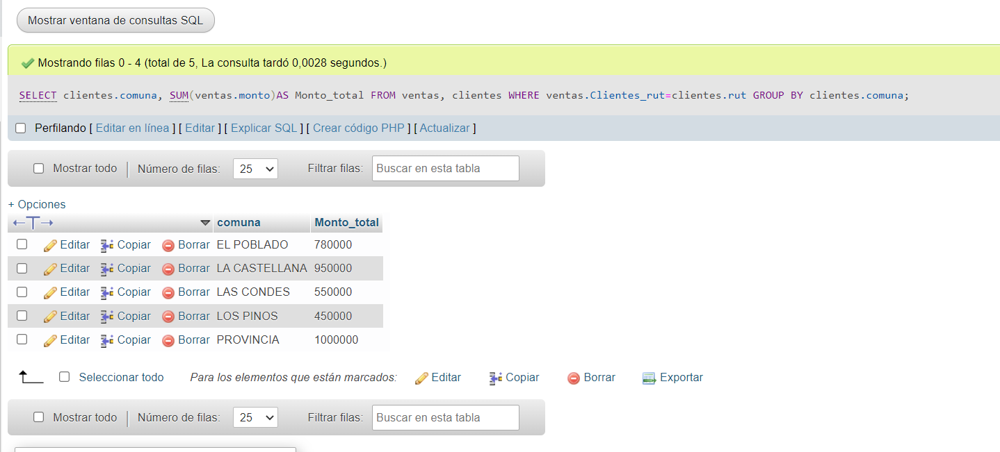 Mostrar ventana de consultas SQL
Mostrando filas 0 - 4 (total de 5, La consulta tardó 0,0028 segundos.)
SELECT clientes.comuna, SUM(ventas.monto)AS Monto_total FROM ventas, clientes WHERE ventas.Clientes_rut=clientes.rut GROUP BY clientes.comuna;
Perfilando [ Editar en línea ] [ Editar ] [ Explicar SQL ] [ Crear código PHP ] [ Actualizar ]
Mostrar todo | Número de filas: 25 Filtrar filas: Buscar en esta tabla
+ Opciones
comuna Monto_total
Editar Copiar Borrar EL POBLADO 780000
Editar Copiar Borrar LA CASTELLANA 950000
Editar Copiar Borrar LAS CONDES 550000
Editar Copiar Borrar LOS PINOS 450000
Editar Copiar Borrar PROVINCIA 1000000
Seleccionar todo Para los elementos que están marcados: Editar Copiar Borrar Exportar
Mostrar todo | Número de filas: 25 Filtrar filas: Buscar en esta tabla